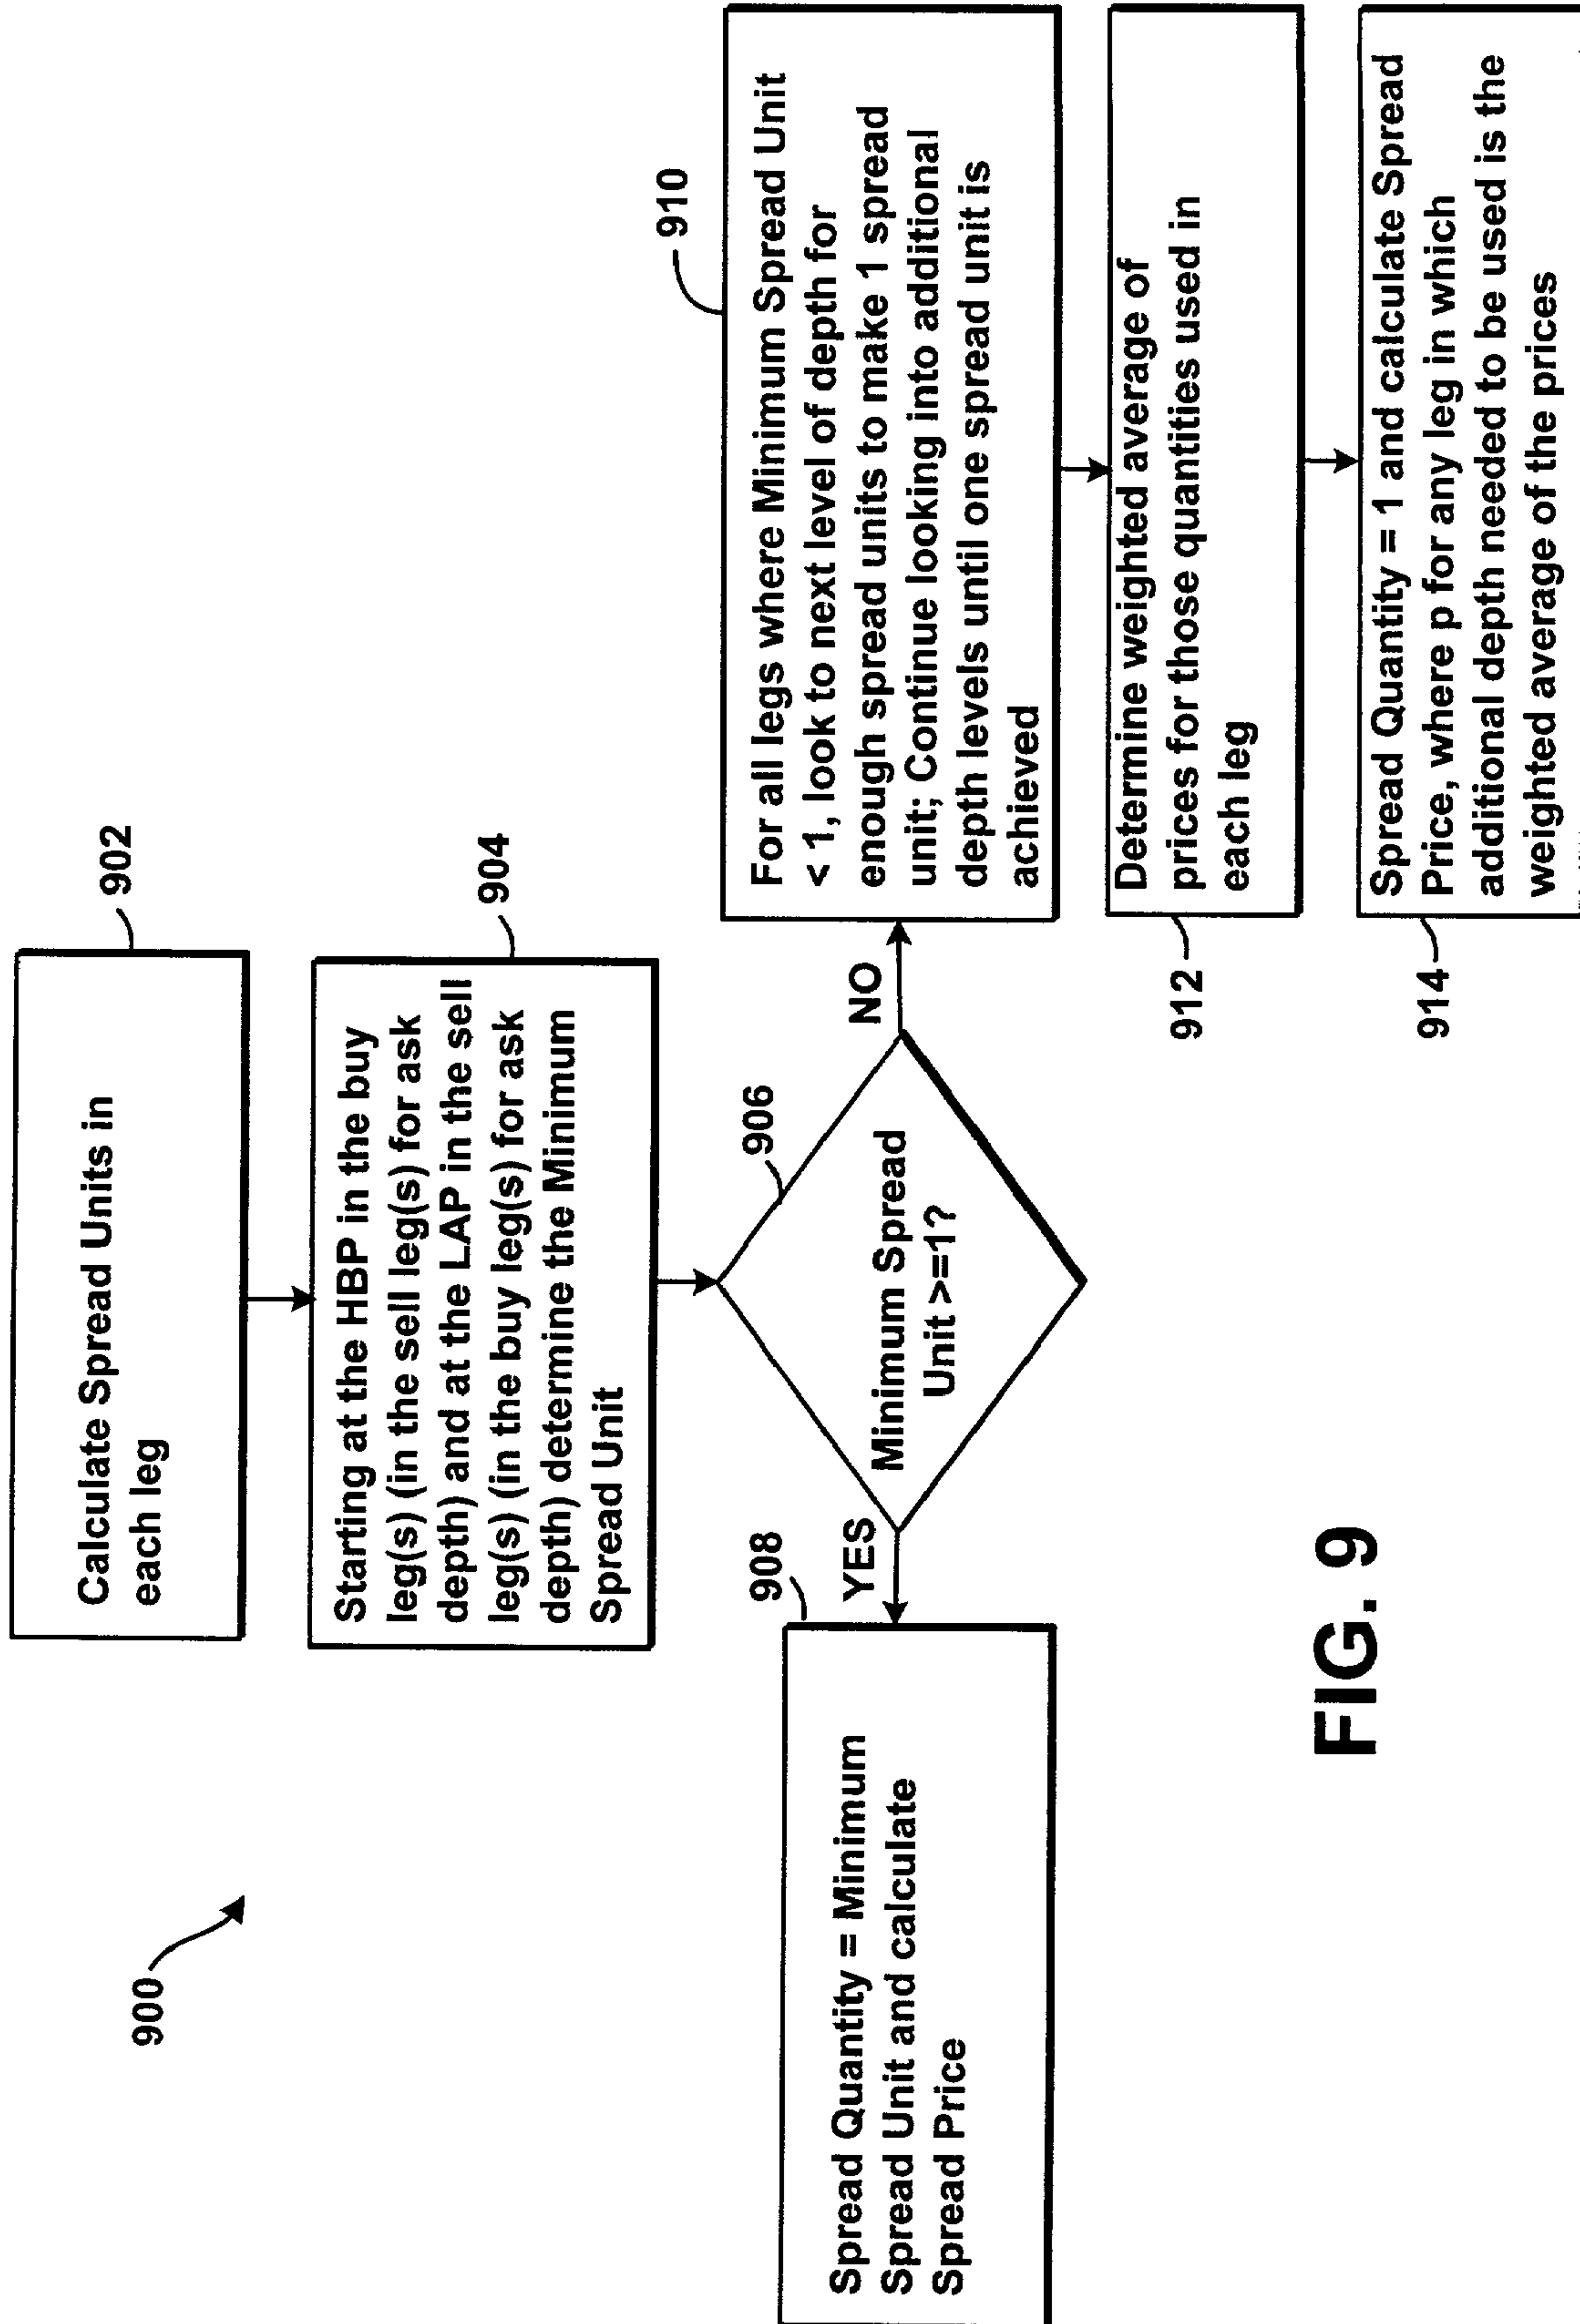 900
902
Calculate Spread Units in
each leg
904
Starting at the HBP in the buy
leg(s) (in the sell leg(s) for ask
depth) and at the LAP in the sell
leg(s) (in the buy leg(s) for ask
depth) determine the Minimum
Spread Unit
906
Minimum Spread
Unit >=1?
YES
NO
908
Spread Quantity = Minimum
Spread Unit and calculate
Spread Price
910
For all legs where Minimum Spread Unit
< 1, look to next level of depth for
enough spread units to make 1 spread
unit; Continue looking into additional
depth levels until one spread unit is
achieved
912
Determine weighted average of
prices for those quantities used in
each leg
914
Spread Quantity = 1 and calculate Spread
Price, where p for any leg in which
additional depth needed to be used is the
weighted average of the prices
FIG. 9